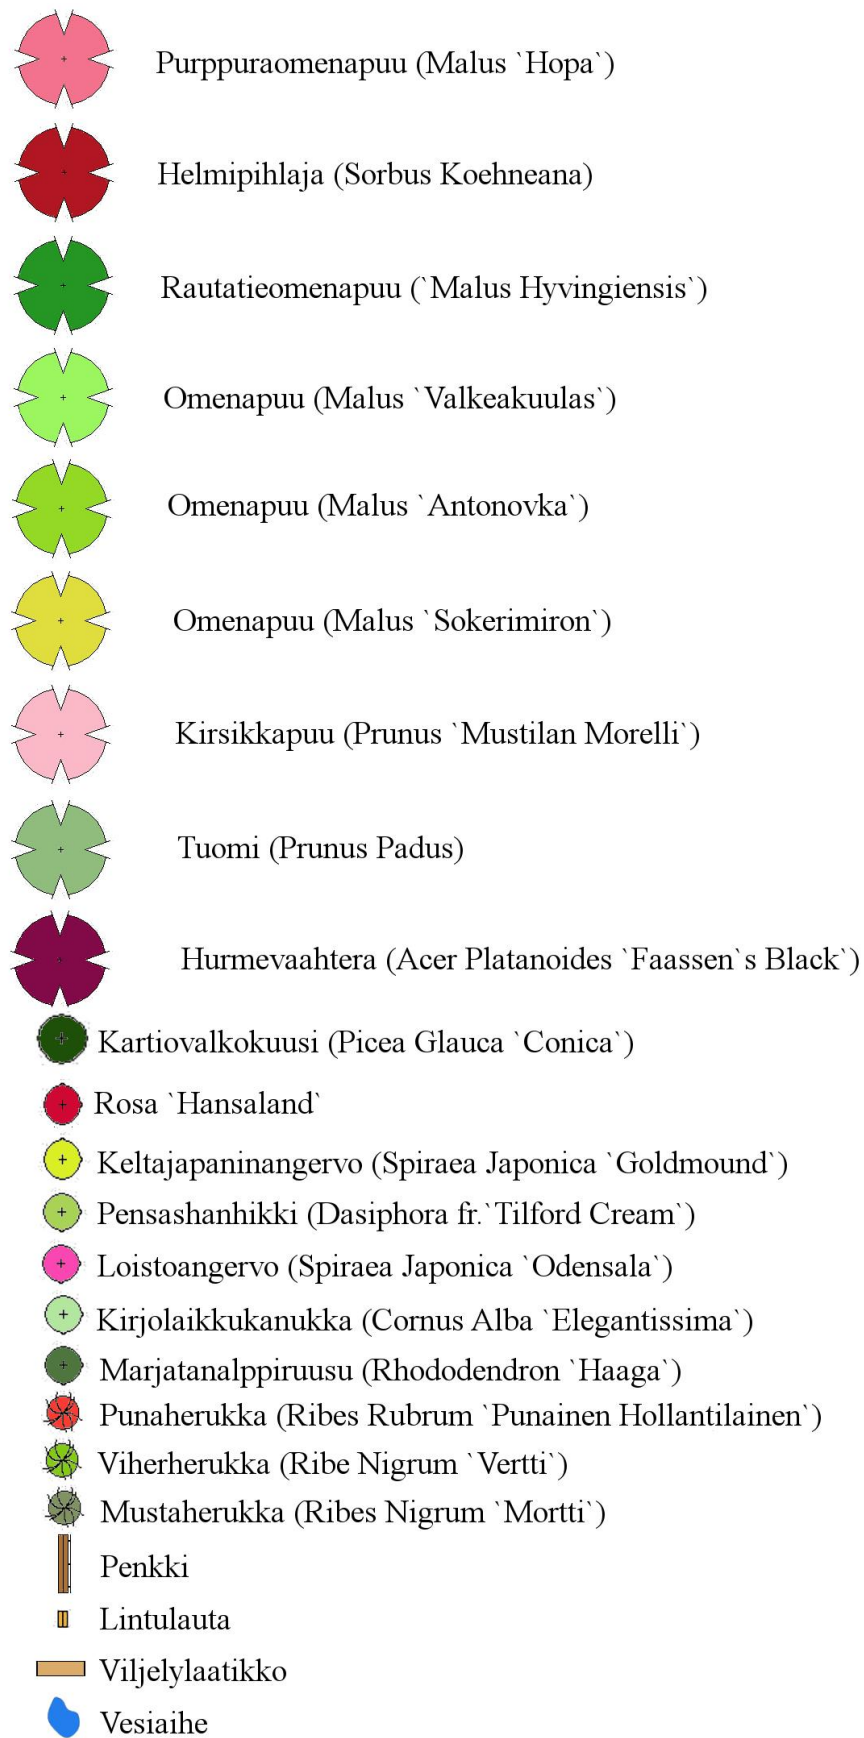 Purppuraomenapuu (Malus `Hopa`)
Helmipihlaja (Sorbus Koehneana)
Rautatieomenapuu (`Malus Hyvingiensis`)
Omenapuu (Malus `Valkeakuulas`)
Omenapuu (Malus `Antonovka`)
Omenapuu (Malus `Sokerimiron`)
Kirsikkapuu (Prunus `Mustilan Morelli`)
Tuomi (Prunus Padus)
Hurmevaahtera (Acer Platanoides `Faassen`s Black`)
Kartiovalkokuusi (Picea Glauca `Conica`)
Rosa `Hansaland`
Keltajapaninangervo (Spiraea Japonica `Goldmound`)
Pensashanhikki (Dasiphora fr.`Tilford Cream`)
Loistoangervo (Spiraea Japonica `Odensala`)
Kirjolaikkukanukka (Cornus Alba `Elegantissima`)
Marjatanalppiruusu (Rhododendron `Haaga`)
Punaherukka (Ribes Rubrum `Punainen Hollantilainen`)
Viherherukka (Ribe Nigrum `Vertti`)
Mustaherukka (Ribes Nigrum `Mortti`)
Penkki
Lintulauta
Viljelylaatikko
Vesiaihe